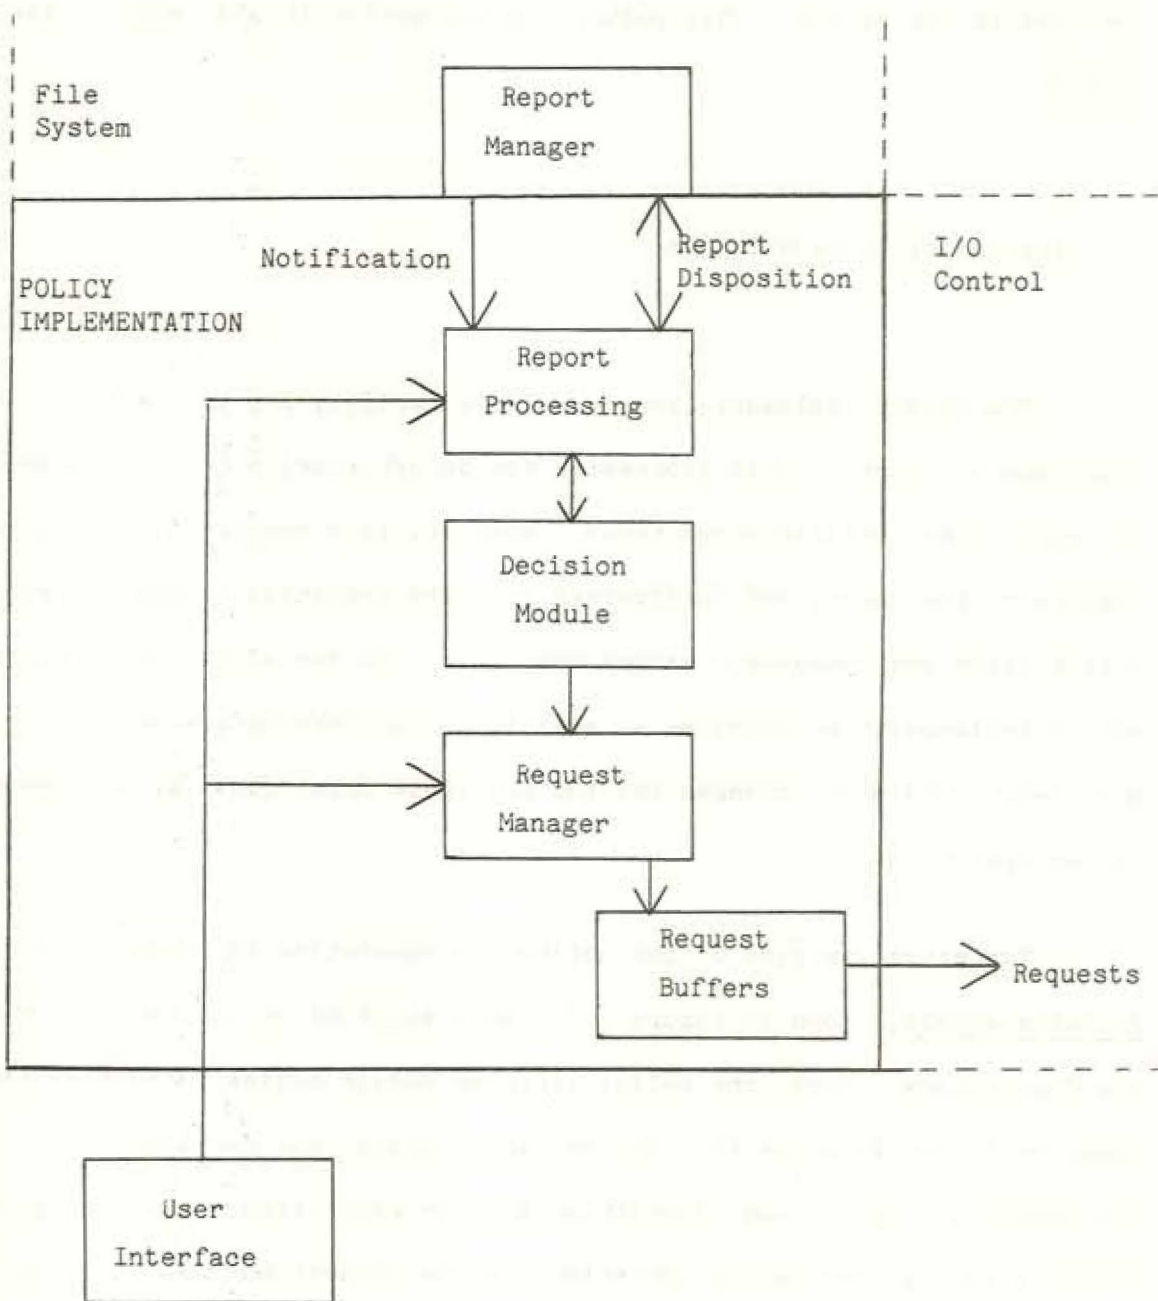 File
System
Report
Manager
Notification
Report
Disposition
I/O
Control
POLICY
IMPLEMENTATION
Report
Processing
Decision
Module
Request
Manager
Request
Buffers
Requests
User
Interface